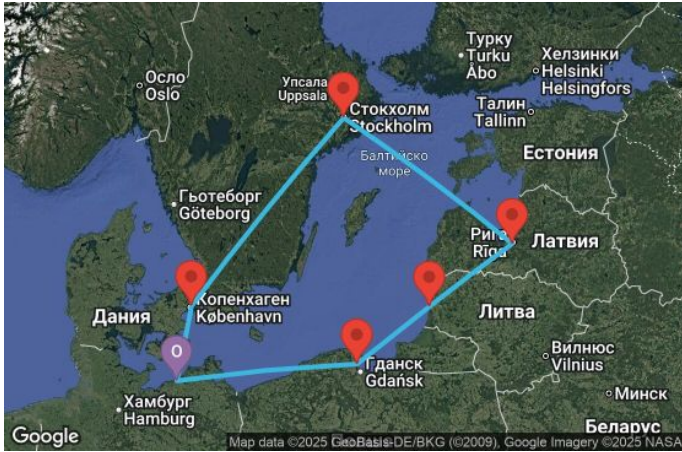 Турку
Turku
Åbo
Хелзинки
Helsinki
Helsingfors
Осло
Oslo
Упсала
Uppsala
Стокхолм
Stockholm
Талин
Tallinn
Естония
Балтийско
море
Гьотеборг
Göteborg
Рига
Rīga
Латвия
Копенхаген
København
Дания
Литва
O
Гданск
Gdańsk
Вилнюс
Vilnius
Хамбург
Hamburg
Минск
Беларус
Google
Map data ©2025 GeoBasis-DE/BKG (©2009), Google Imagery ©2025 NASA